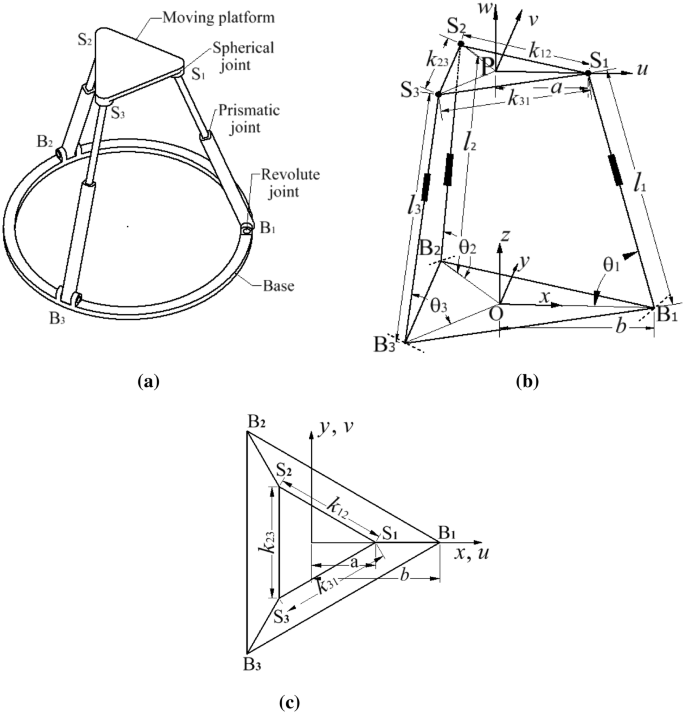 Moving platform
S2
Spherical
joint
S1
S3
Prismatic
joint
B2
Revolute
joint
B1
Base
B3
(a)
w
v
S2
k12
k23
P
S1
u
S3
a
k31
l2
l1
l3
B2
θ2
z
y
θ1
θ3
x
O
B1
b
B3
(b)
B2
y, v
S2
k12
k23
S1
B1
x, u
a
b
k31
S3
B3
(c)